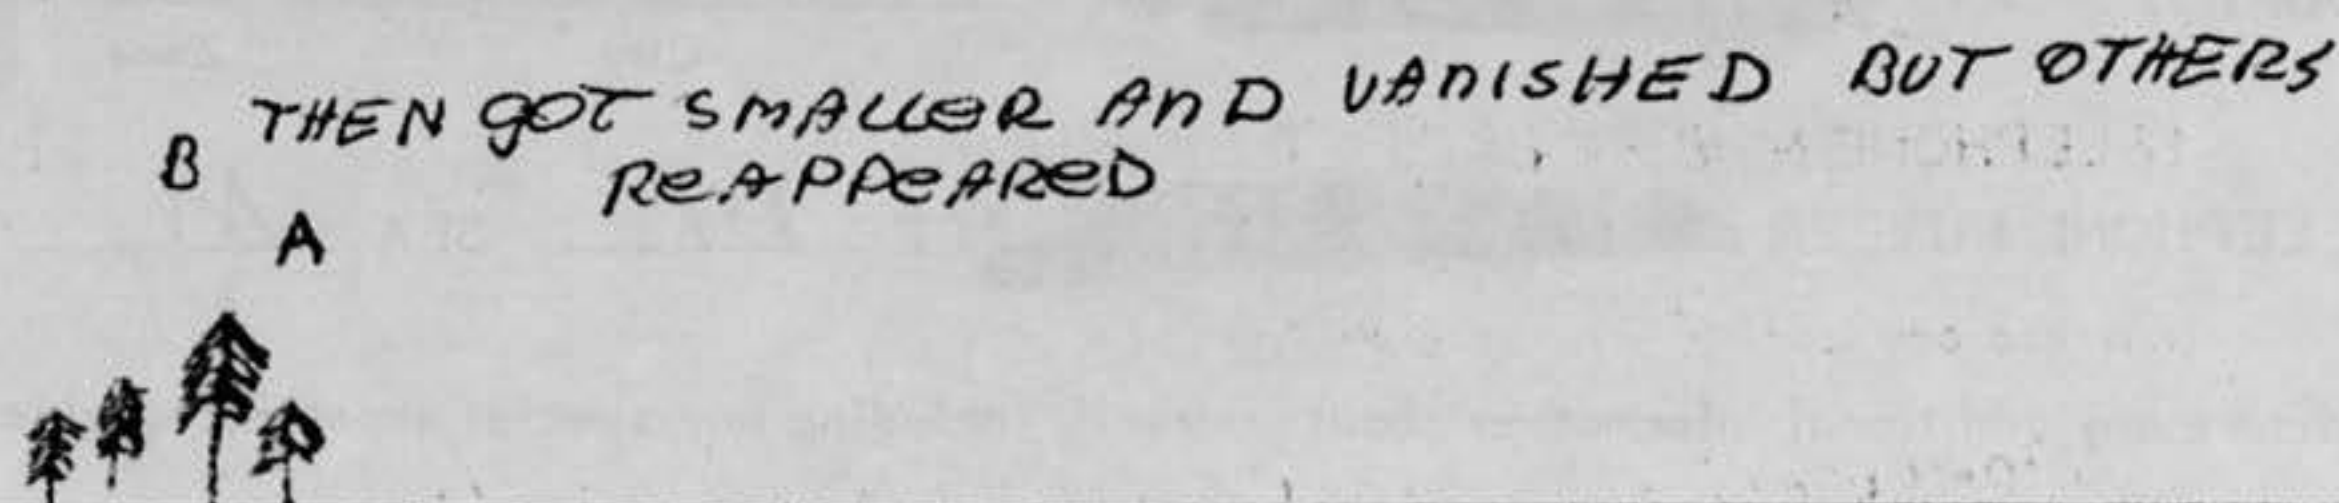 THEN GOT SMALLER AND VANISHED BUT OTHERS
REAPPEARED
B
A